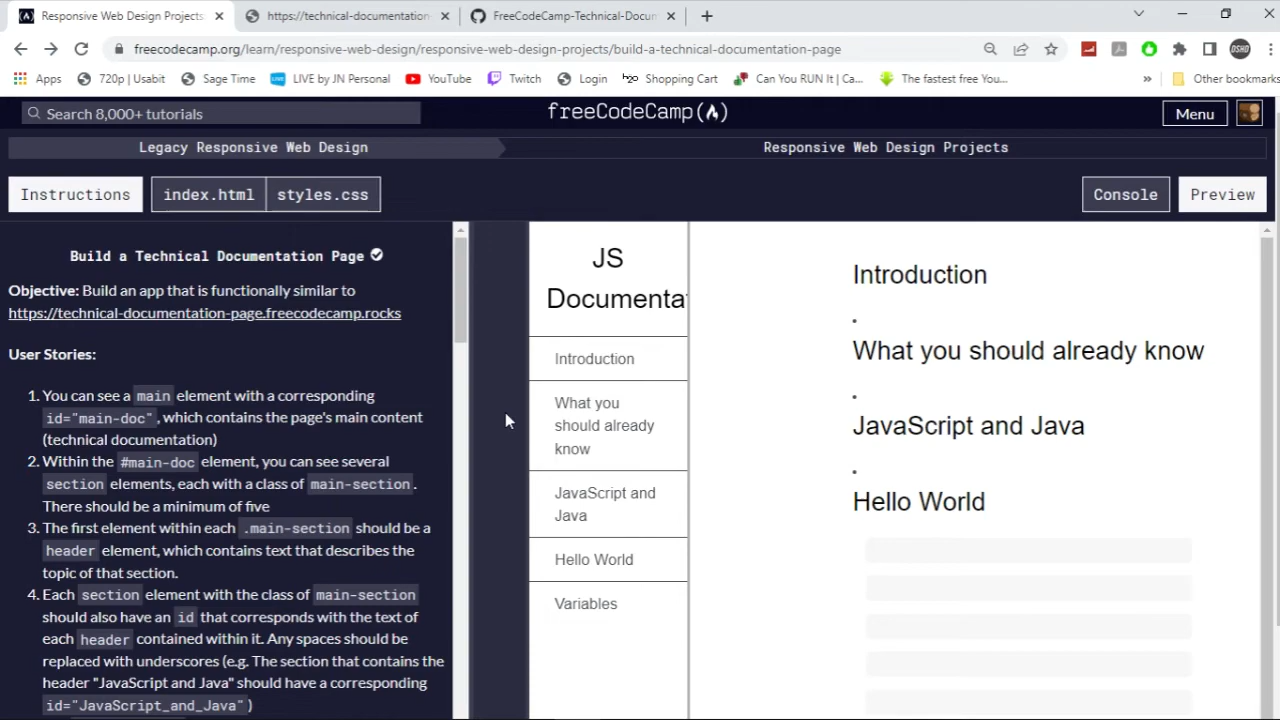 Responsive Web Design Projects
https://technical-documentation
FreeCodeCamp-Technical-Docum
freecodecamp.org/learn/responsive-web-design/responsive-web-design-projects/build-a-technical-documentation-page
Apps
720p | Usabit
Sage Time
LIVE by JN Personal
YouTube
Twitch
Login
Shopping Cart
Can You RUN It | Ca...
The fastest free You...
»
Other bookmarks
Search 8,000+ tutorials
freeCodeCamp
Menu
Legacy Responsive Web Design
Responsive Web Design Projects
Instructions
index.html
styles.css
Console
Preview
Build a Technical Documentation Page
Objective: Build an app that is functionally similar to
https://technical-documentation-page.freecodecamp.rocks
User Stories:
1. You can see a main element with a corresponding
id="main-doc", which contains the page's main content
(technical documentation)
2. Within the #main-doc element, you can see several
section elements, each with a class of main-section.
There should be a minimum of five
3. The first element within each .main-section should be a
header element, which contains text that describes the
topic of that section.
4. Each section element with the class of main-section
should also have an id that corresponds with the text of
each header contained within it. Any spaces should be
replaced with underscores (e.g. The section that contains the
header "JavaScript and Java" should have a corresponding
id="JavaScript_and_Java")
JS
Documentat
Introduction
What you
should already
know
JavaScript and
Java
Hello World
Variables
Introduction
.
What you should already know
.
JavaScript and Java
.
Hello World